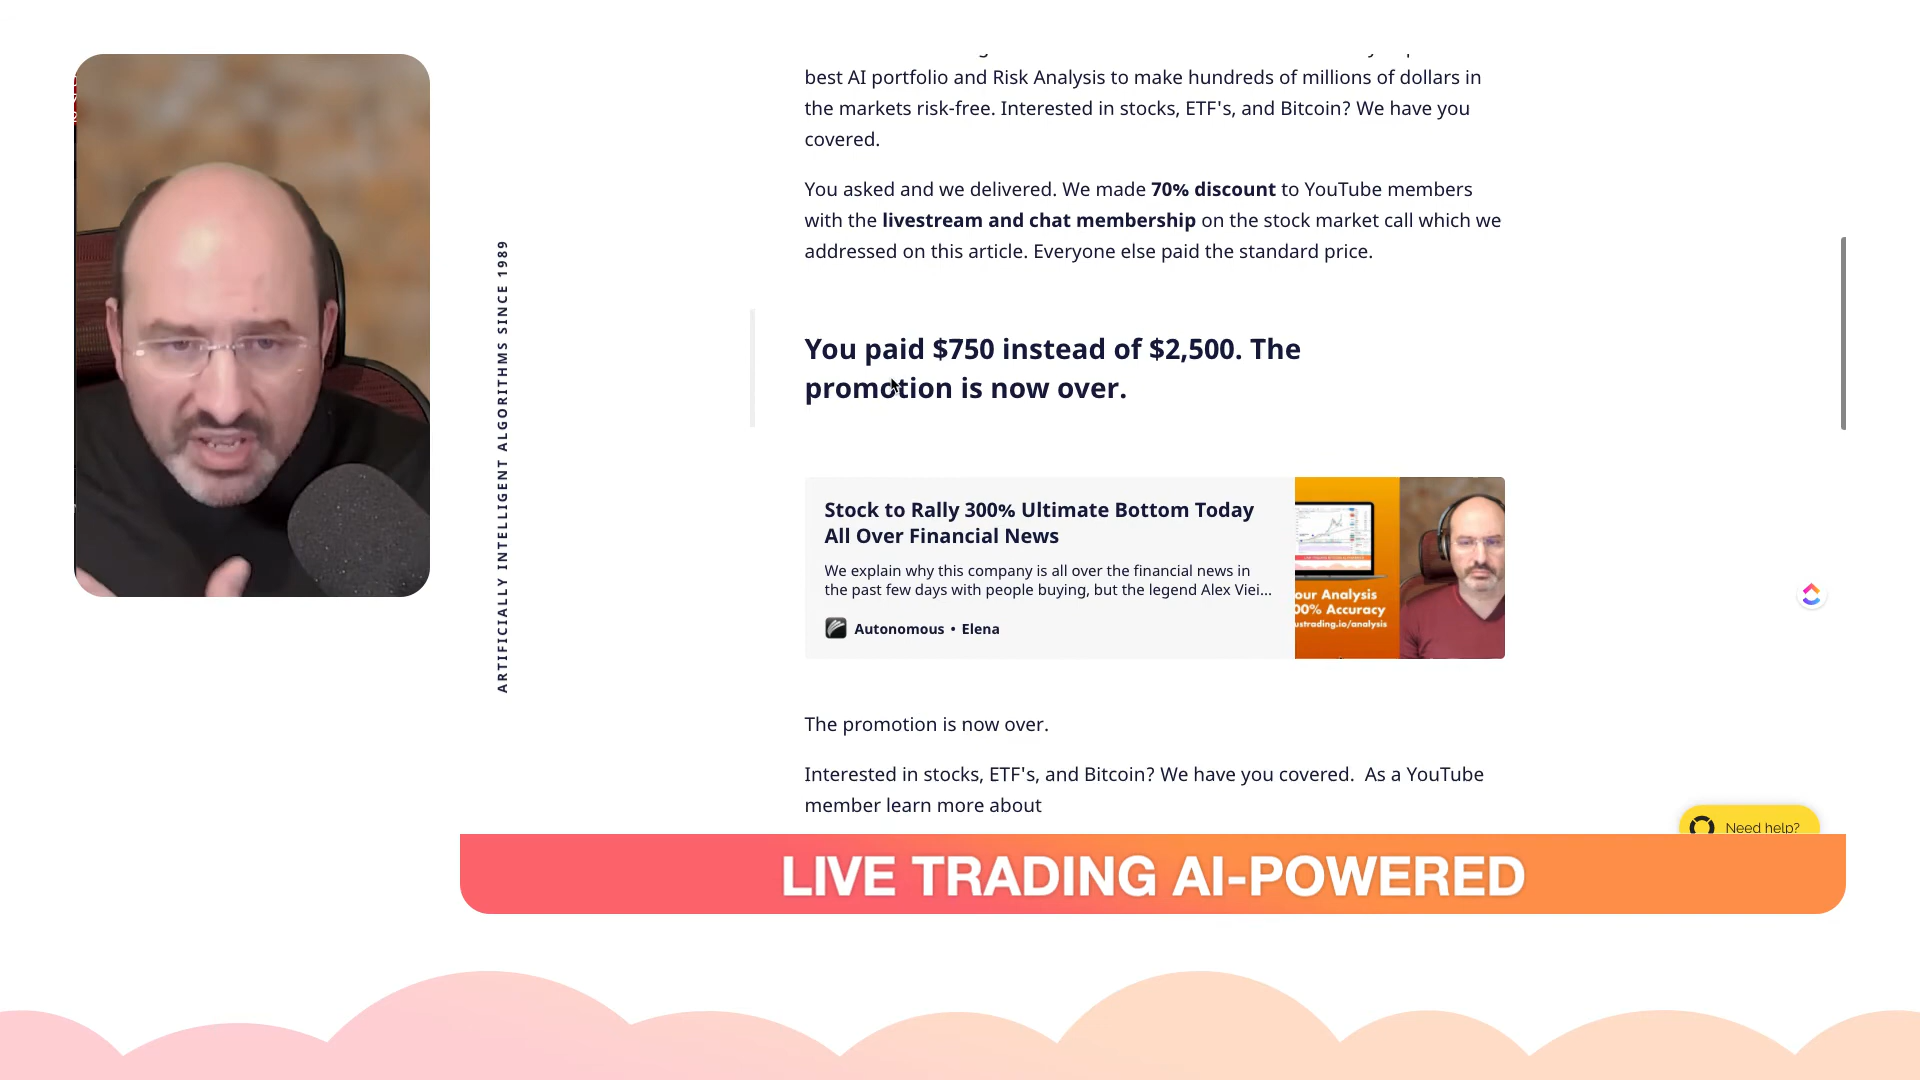 best AI portfolio and Risk Analysis to make hundreds of millions of dollars in
the markets risk-free. Interested in stocks, ETF's, and Bitcoin? We have you
covered.
You asked and we delivered. We made 70% discount to YouTube members
with the livestream and chat membership on the stock market call which we
addressed on this article. Everyone else paid the standard price.
ARTIFICIALLY INTELLIGENT ALGORITHMS SINCE 1989
You paid $750 instead of $2,500. The
promotion is now over.
Stock to Rally 300% Ultimate Bottom Today
All Over Financial News
We explain why this company is all over the financial news in
the past few days with people buying, but the legend Alex Viei...
Autonomous • Elena
our Analysis
00% Accuracy
ustrading.io/analysis
The promotion is now over.
Interested in stocks, ETF's, and Bitcoin? We have you covered.  As a YouTube
member learn more about
Need help?
LIVE TRADING AI-POWERED